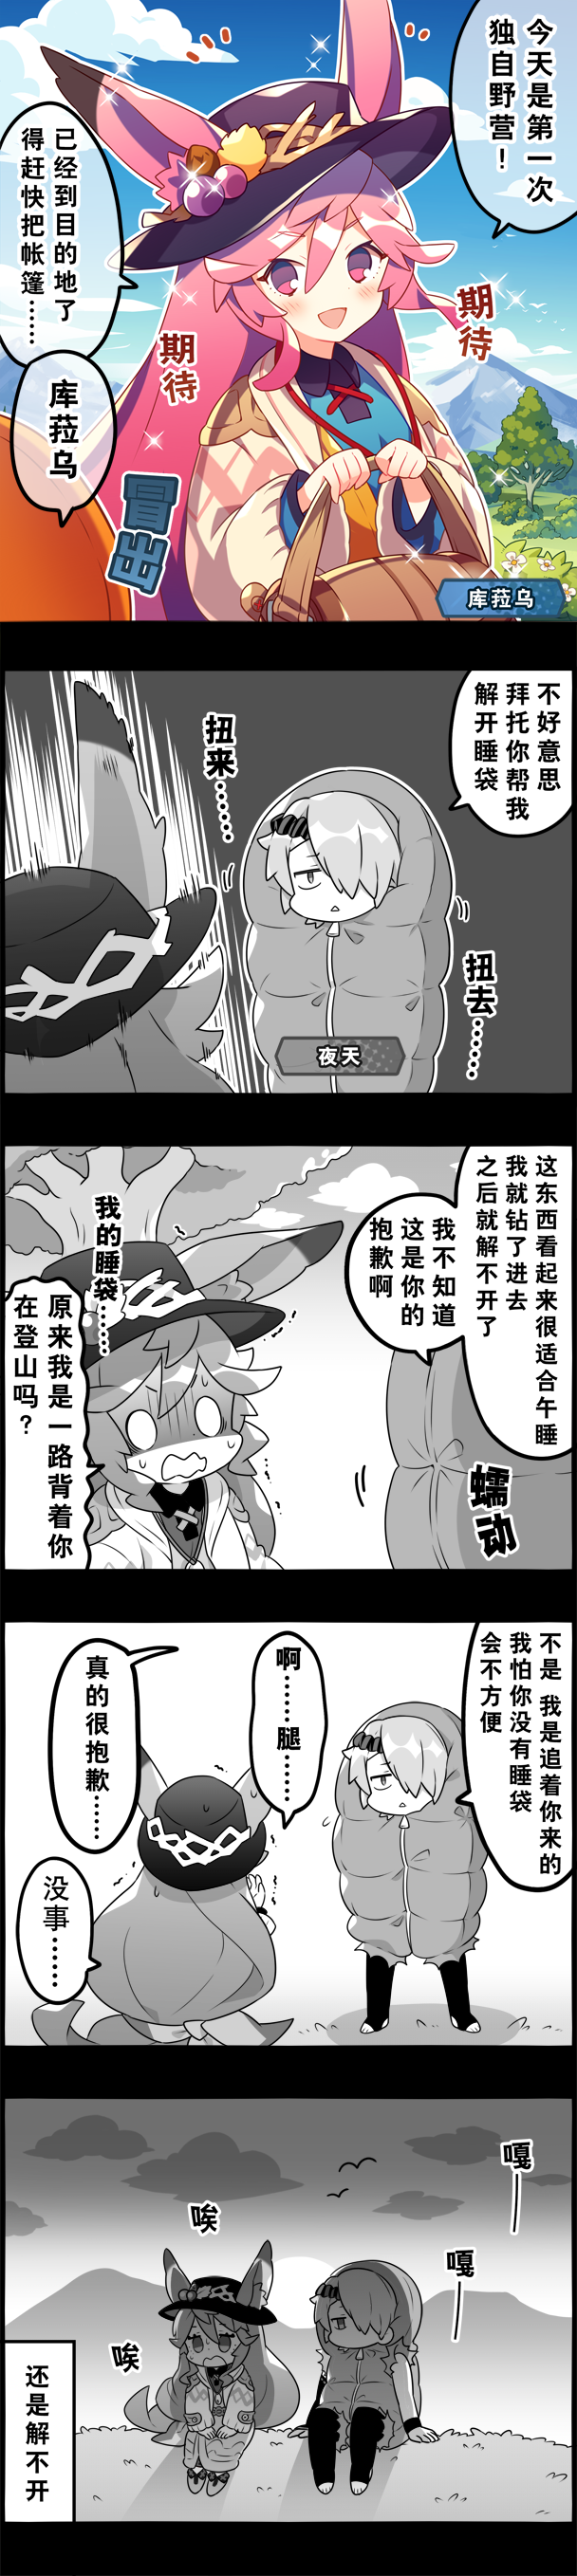 今天是第一次
独自野营！
已经到目的地了
得赶快把帐篷……
库菈乌
期待
期待
冒出
库菈乌
不好意思
拜托你帮我
解开睡袋
扭来……
扭去……
夜天
这东西看起来很适合午睡
我就钻了进去
之后就解不开了
我不知道
这是你的
抱歉啊
蠕动
我的睡袋……
原来我是一路背着你
在登山吗？
不是 我是追着你来的
我怕你没有睡袋
会不方便
啊……腿……
真的很抱歉……
没事……
嘎——
嘎——
唉
唉
还是解不开